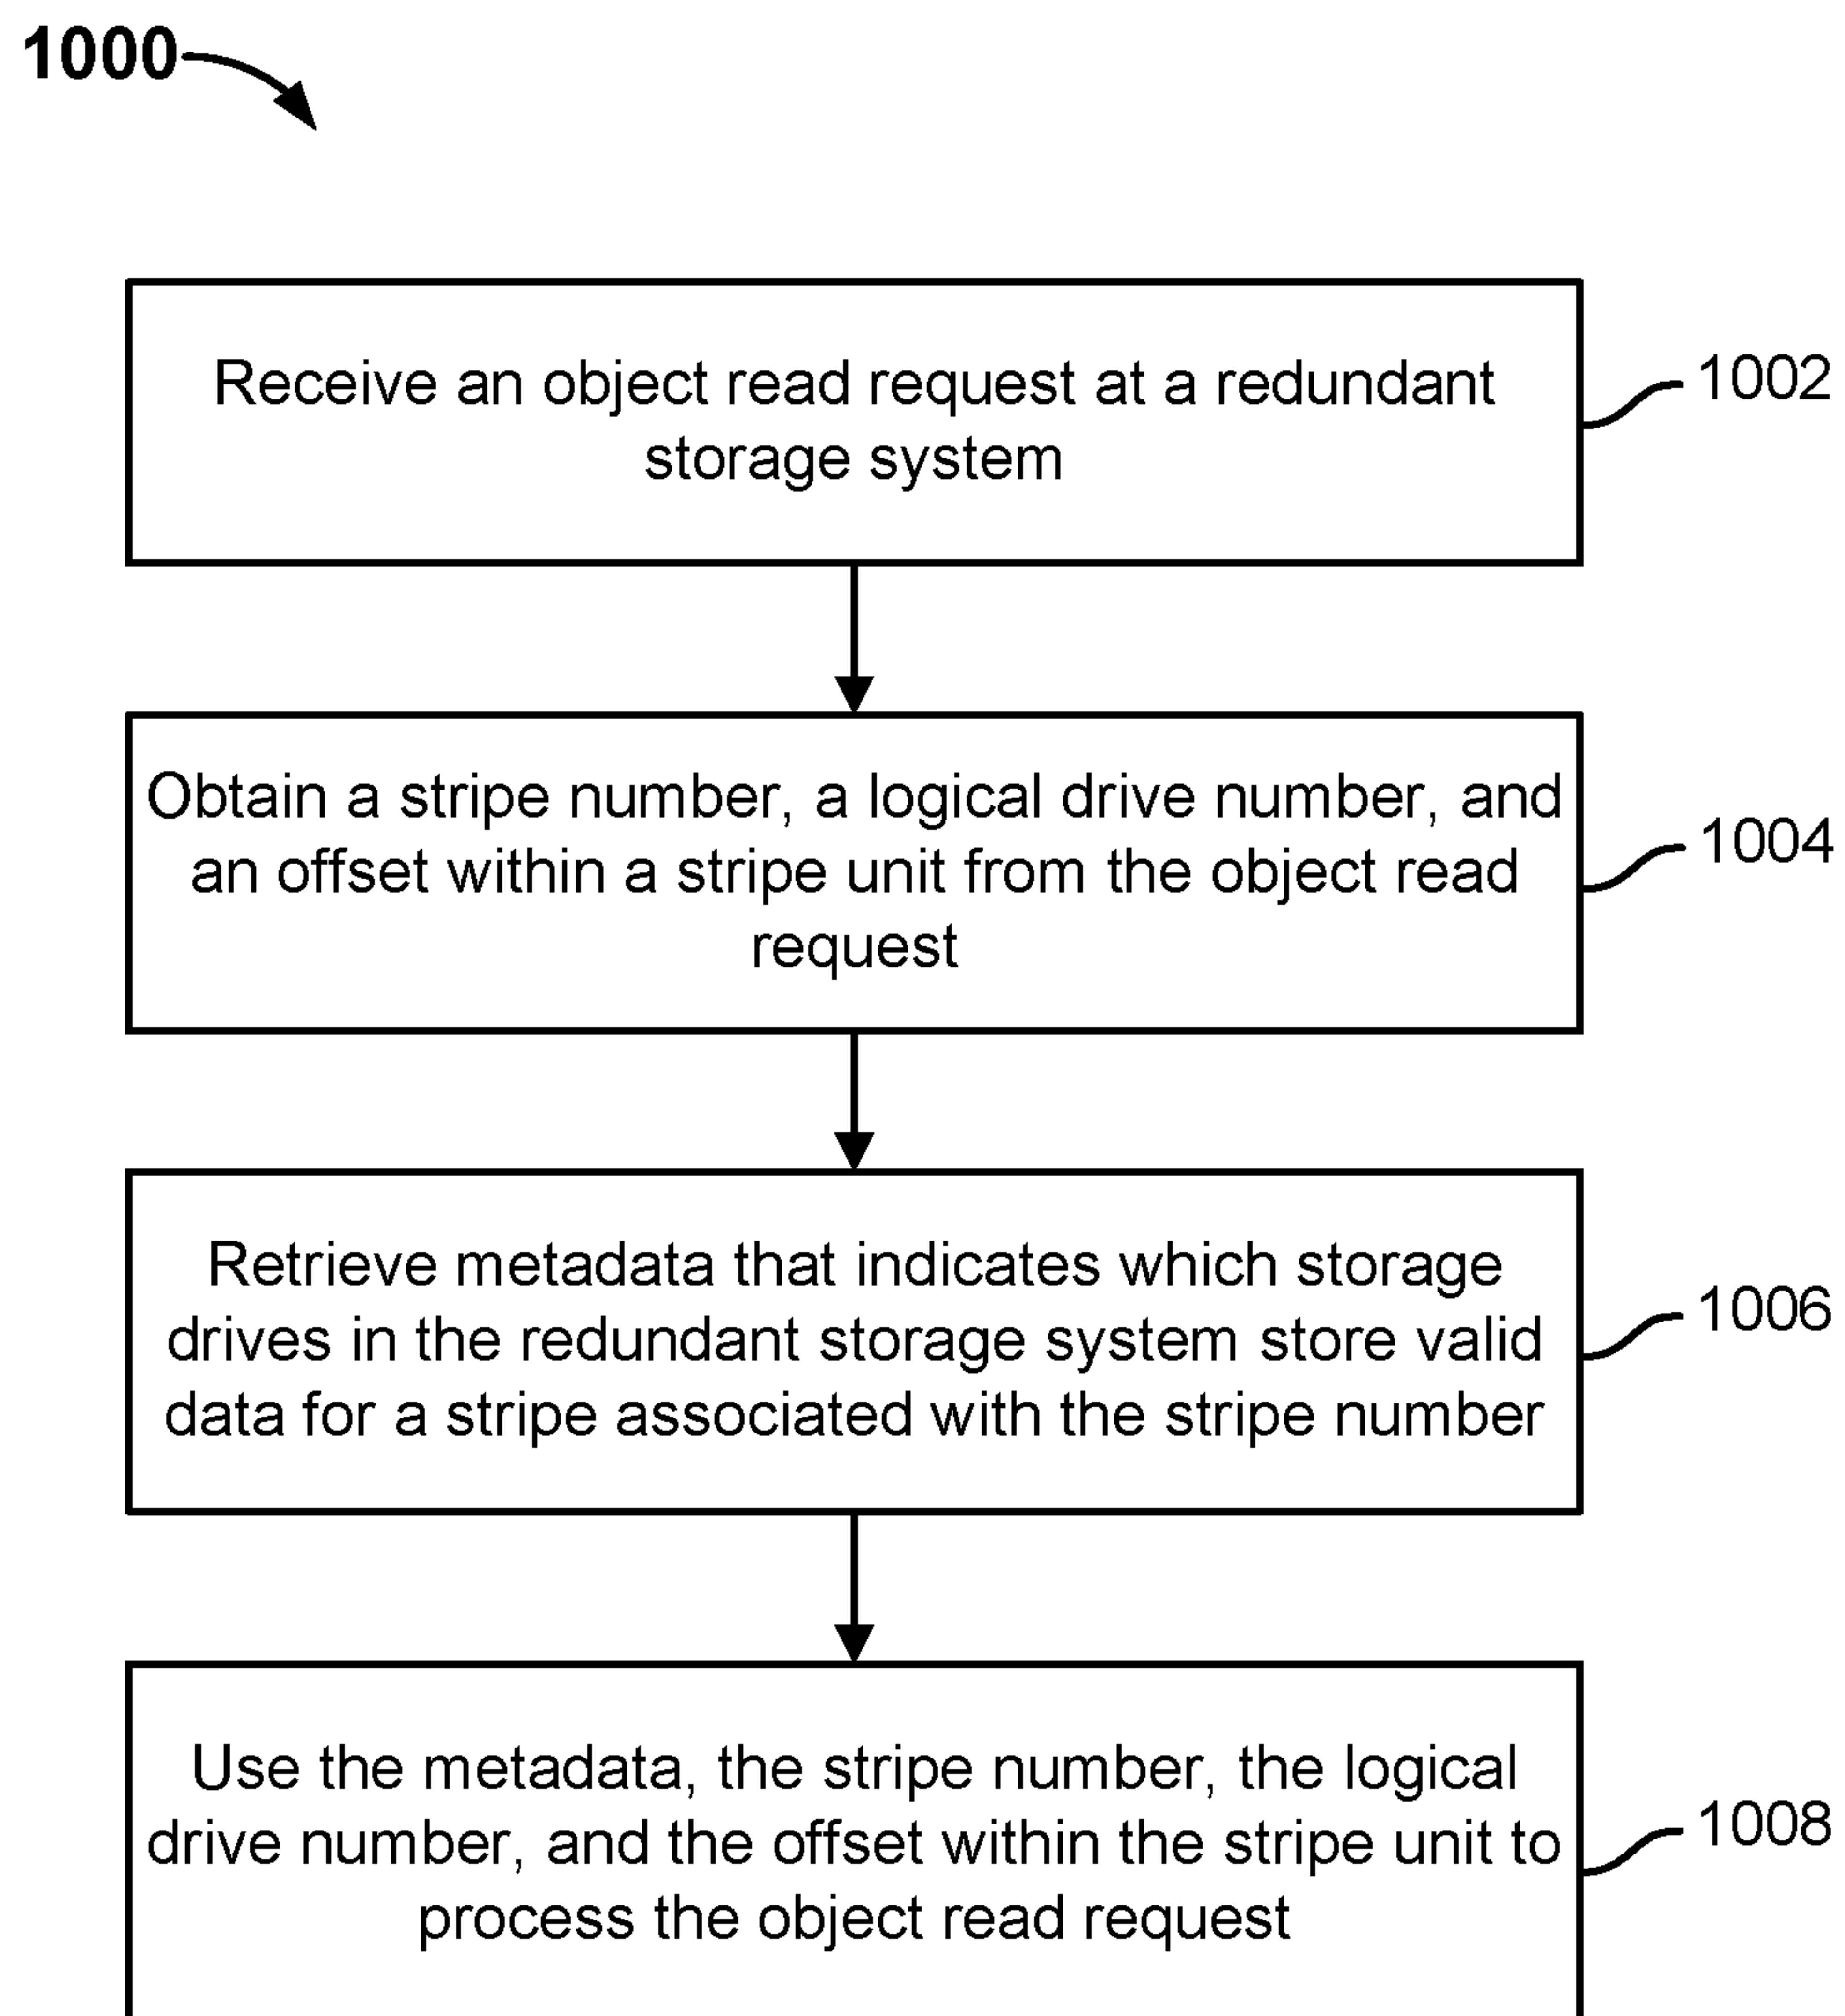 1000
Receive an object read request at a redundant
storage system
1002
Obtain a stripe number, a logical drive number, and
an offset within a stripe unit from the object read
request
1004
Retrieve metadata that indicates which storage
drives in the redundant storage system store valid
data for a stripe associated with the stripe number
1006
Use the metadata, the stripe number, the logical
drive number, and the offset within the stripe unit to
process the object read request
1008